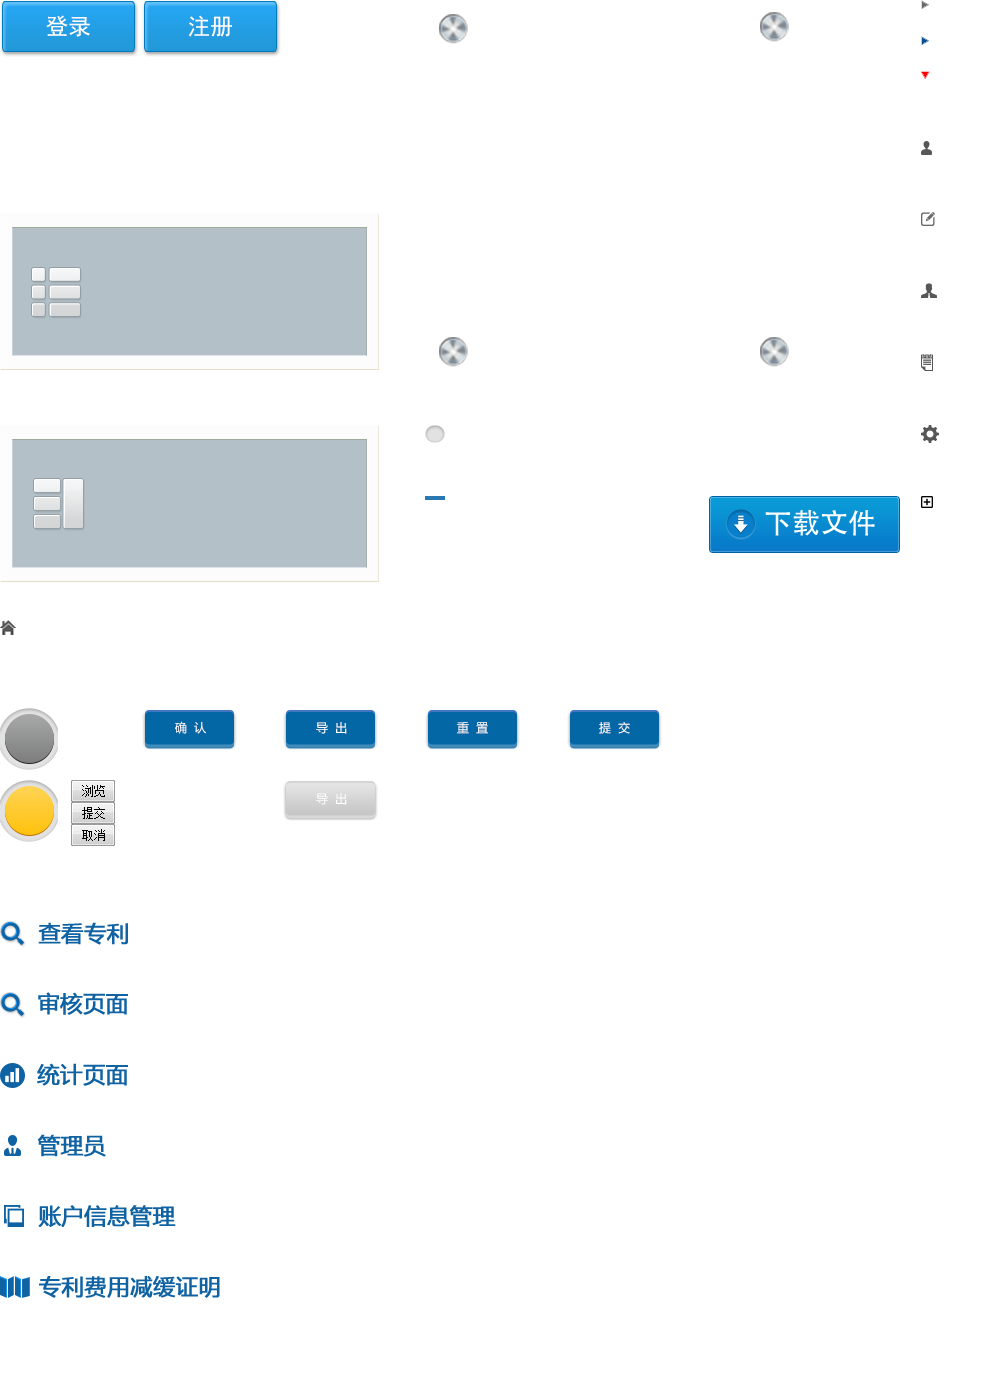 登录
注册
下载文件
确 认
导 出
重 置
提 交
浏览
提交
取消
导 出
查看专利
审核页面
统计页面
管理员
账户信息管理
专利费用减缓证明